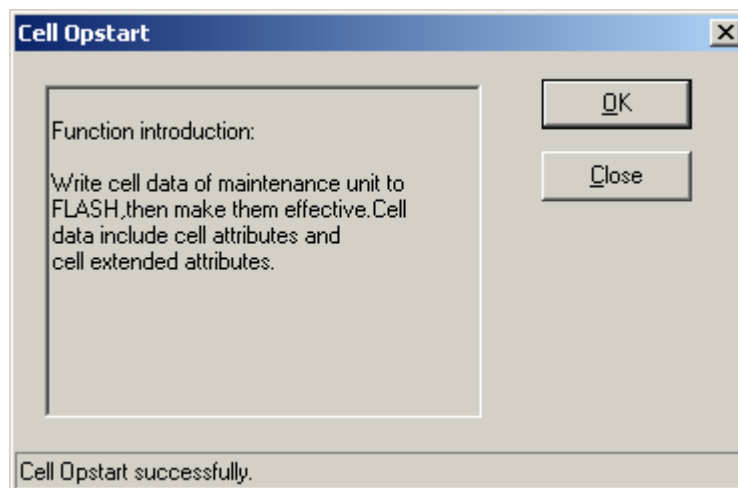 Cell Opstart
Function introduction:
Write cell data of maintenance unit to
FLASH,then make them effective.Cell
data include cell attributes and
cell extended attributes.
OK
Close
Cell Opstart successfully.